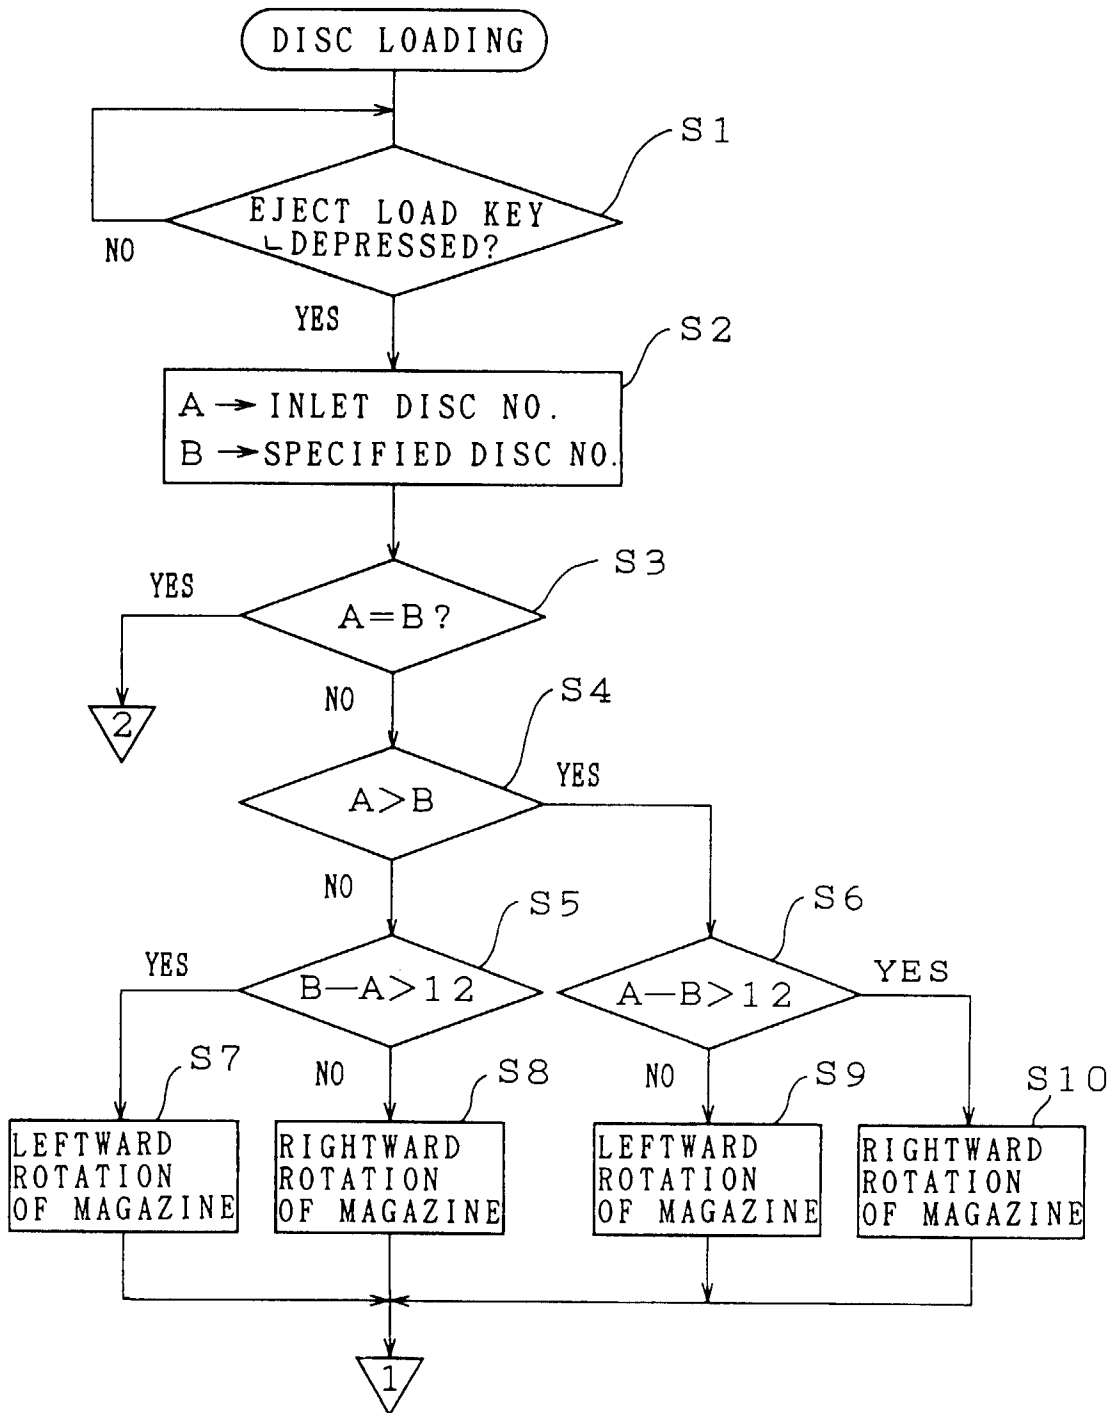 DISC LOADING
S1
EJECT LOAD KEY
DEPRESSED?
NO
YES
S2
A → INLET DISC NO.
B → SPECIFIED DISC NO.
S3
YES
A=B?
NO
2
S4
YES
A>B
NO
S5
S6
YES
B—A>12
A—B>12
YES
S7
NO
S8
NO
S9
S10
LEFTWARD
ROTATION
OF MAGAZINE
RIGHTWARD
ROTATION
OF MAGAZINE
LEFTWARD
ROTATION
OF MAGAZINE
RIGHTWARD
ROTATION
OF MAGAZINE
1